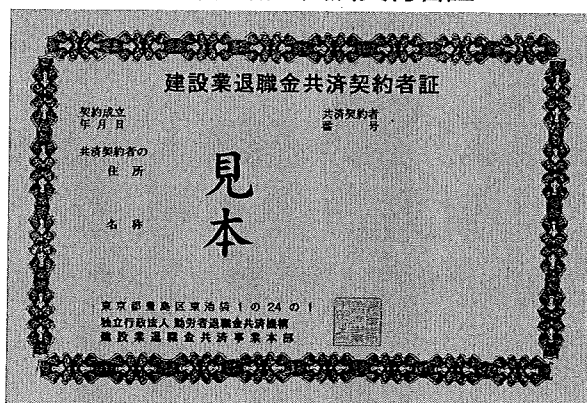 建設業退職金共済契約者証
契約成立
年月日
共済契約者
番 号
共済契約者の
住 所
見本
名 称
東京都豊島区東池袋1の24の1
独立行政法人 勤労者退職金共済機構
建設業退職金共済事業本部